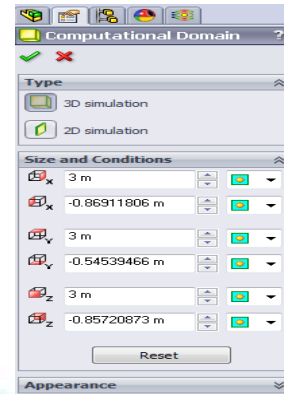 Computational Domain ?
Type
3D simulation
2D simulation
Size and Conditions
x 3 m
x -0.86911806 m
Y 3 m
Y -0.54539466 m
z 3 m
z -0.85720873 m
Reset
Appearance